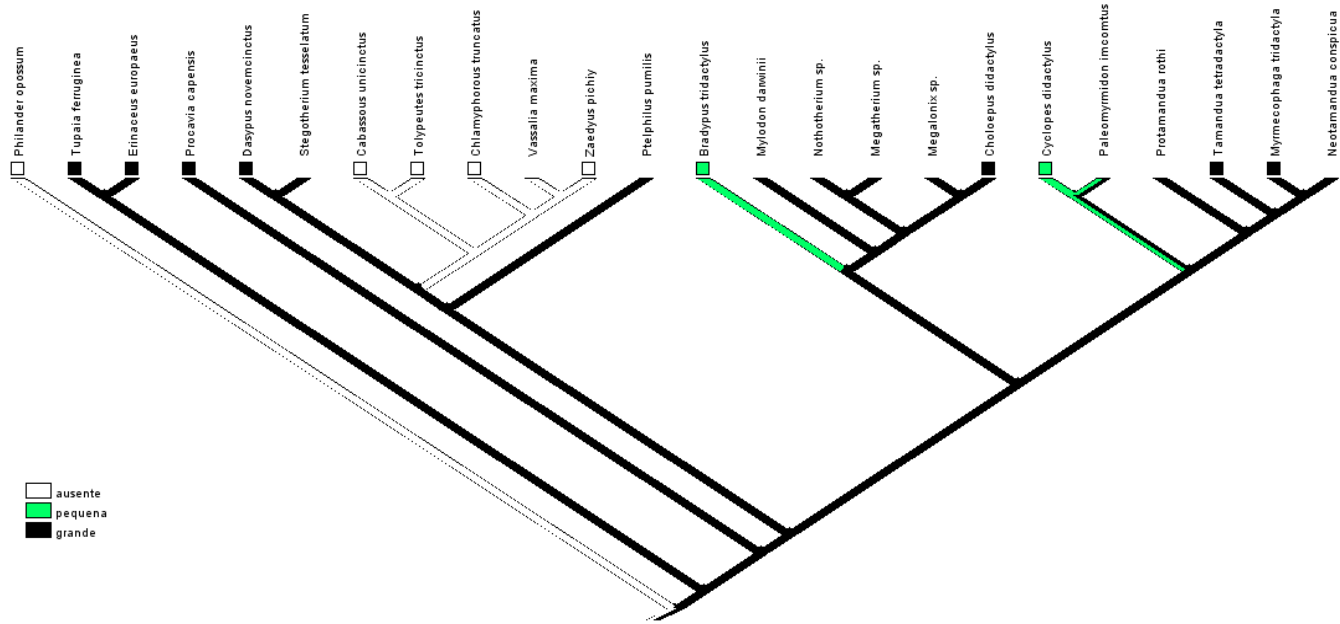 Philander opossum
Tupaia ferruginea
Erinaceus europaeus
Procavia capensis
Dasypus novemcinctus
Stegotherium tesselatum
Cabassous unicinctus
Tolypeutes tricinctus
Chlamyphorous truncatus
Vassalia maxima
Zaedyus pichiy
Ptelphilus pumilis
Bradypus tridactylus
Mylodon darwinii
Nothotherium sp.
Megatherium sp.
Megalonix sp.
Choloepus didactylus
Cyclopes didactylus
Paleomyrmidon imcomtus
Protamandua rothi
Tamandua tetradactyla
Myrmecophaga tridactyla
Neotamandua conspicua
ausente
pequena
grande